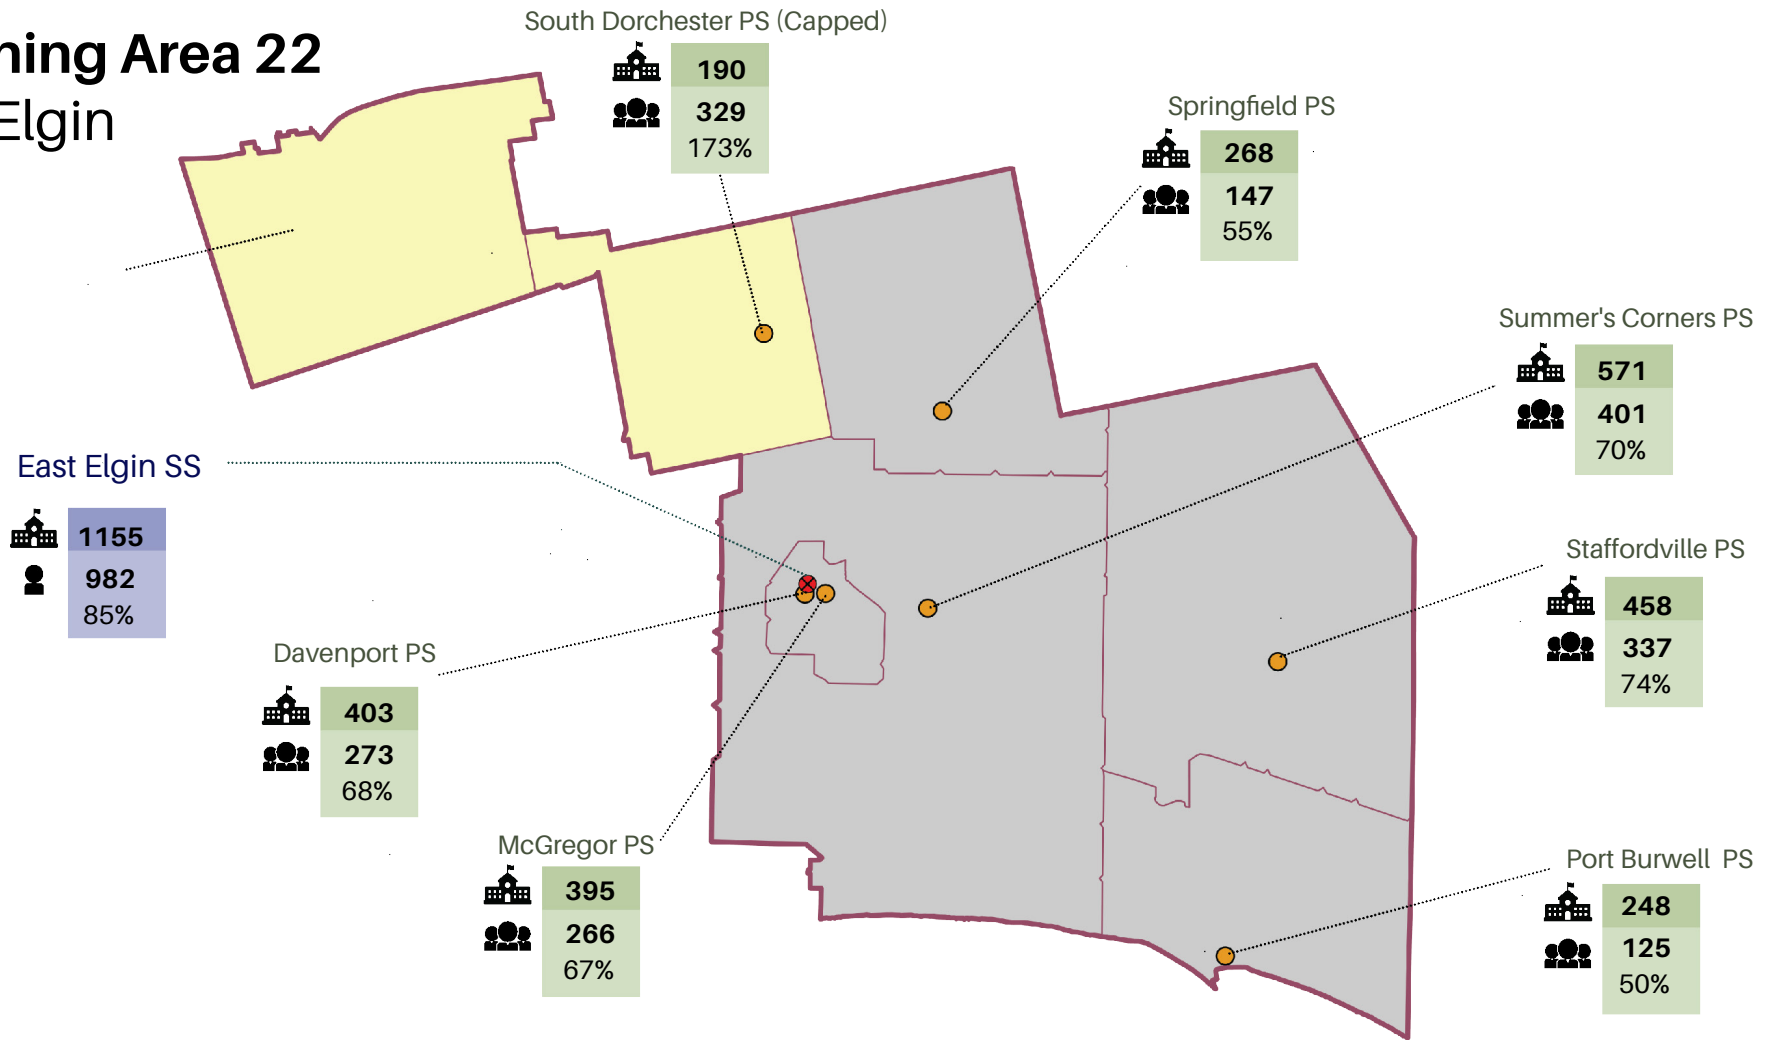 ning Area 22
Elgin
South Dorchester PS (Capped)
190
329
173%
Springfield PS
268
147
55%
Summer's Corners PS
571
401
70%
East Elgin SS
1155
982
85%
Staffordville PS
458
337
74%
Davenport PS
403
273
68%
McGregor PS
395
266
67%
Port Burwell PS
248
125
50%